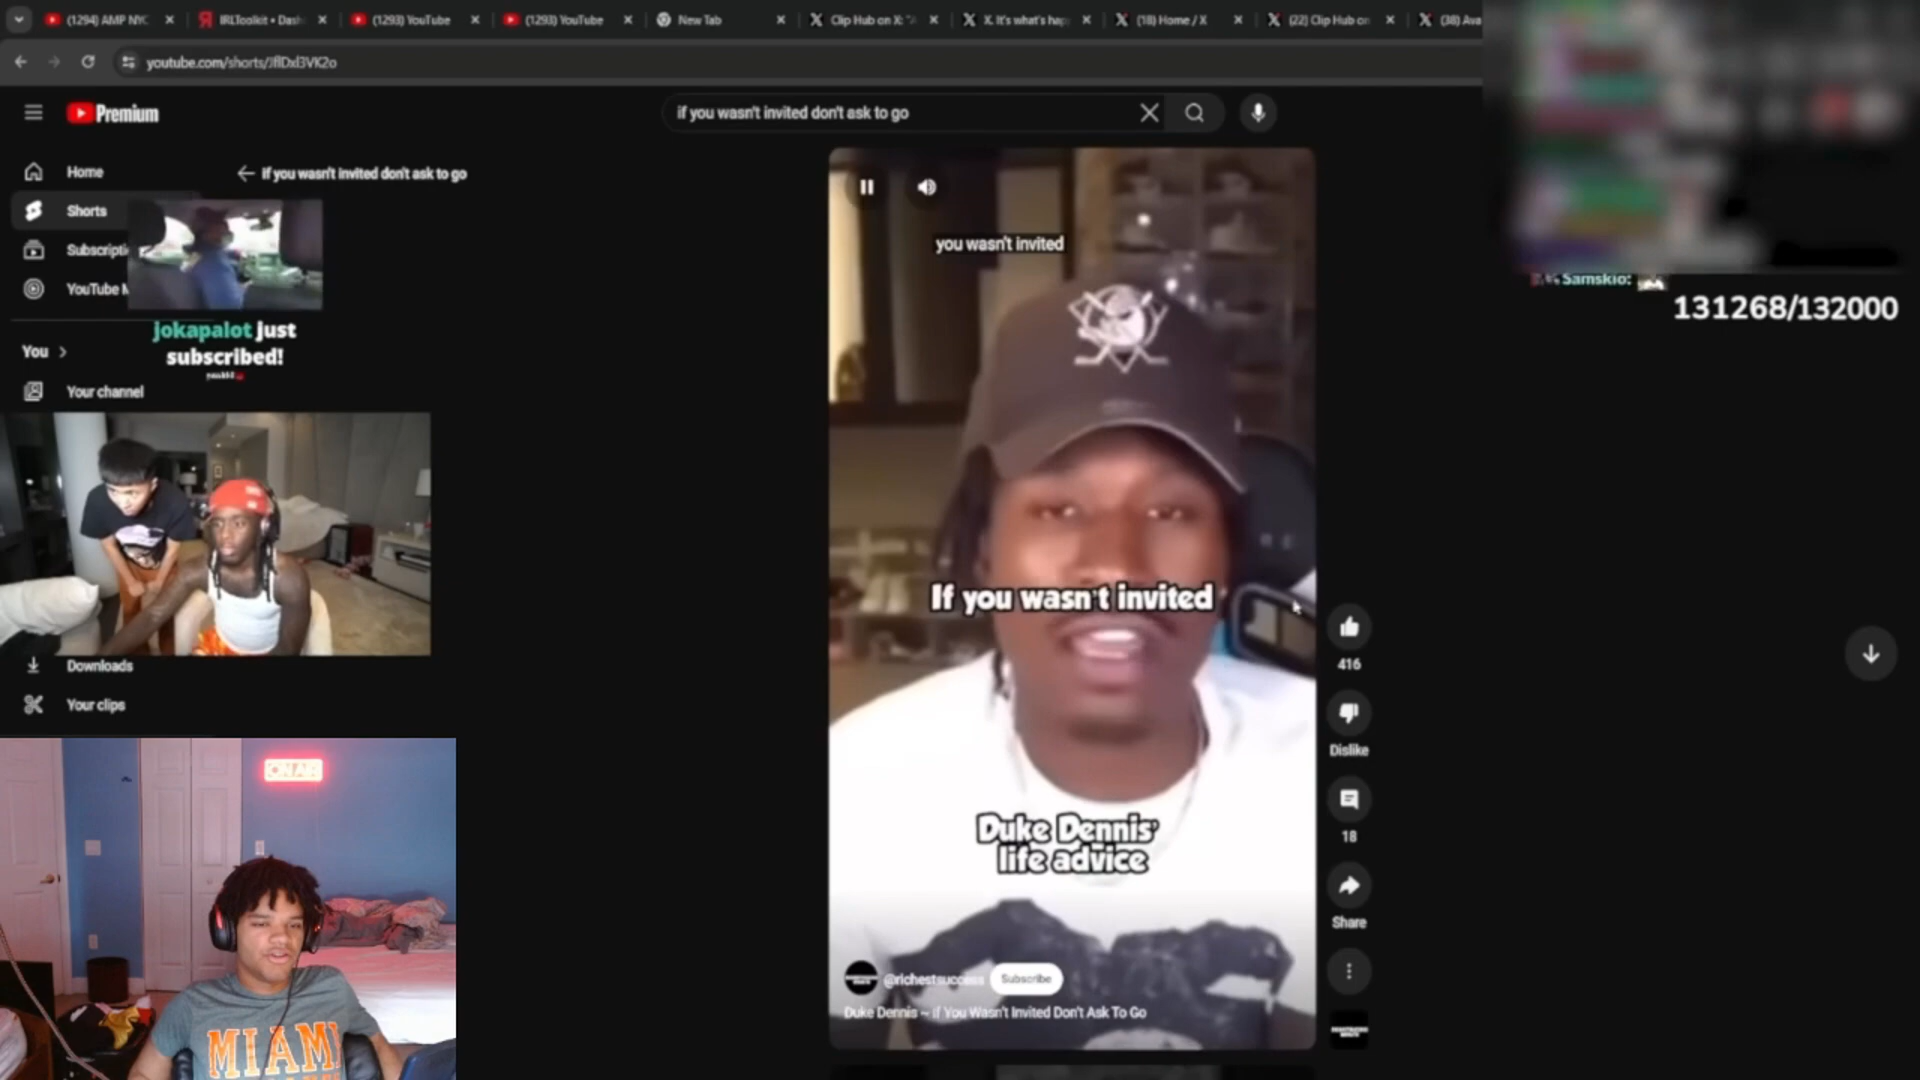 (1294) AMP NYC
IRLToolkit • Dash
(1293) YouTube
(1293) YouTube
New Tab
Clip Hub on X: "
X. It's what's hap
(18) Home / X
(22) Clip Hub on
(38) Ava
youtube.com/shorts/JflDxl3VK2o
Premium
if you wasn't invited don't ask to go
Home
If you wasn't invited don't ask to go
Shorts
Subscripti
YouTube M
jokapalot just
subscribed!
You
Your channel
Downloads
Your clips
ON AIR
MIAMI
you wasn't invited
If you wasn't invited
Duke Dennis'
life advice
@richestsuccess
Subscribe
Duke Dennis ~ if You Wasn't Invited Don't Ask To Go
416
Dislike
18
Share
Samskio:
131268/132000